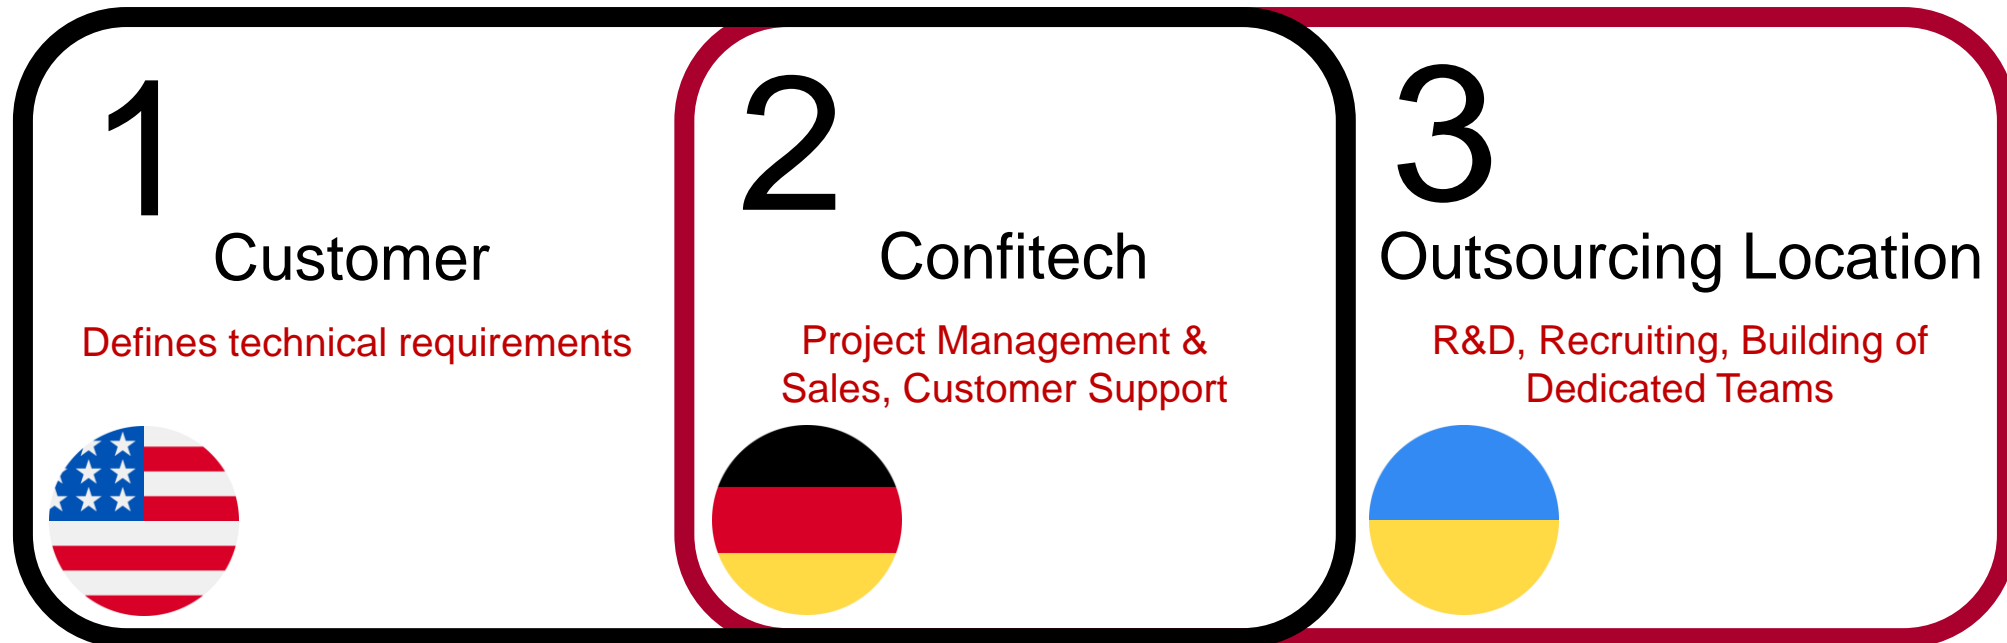 1
Customer
Defines technical requirements
2
Confitech
Project Management &
Sales, Customer Support
3
Outsourcing Location
R&D, Recruiting, Building of
Dedicated Teams